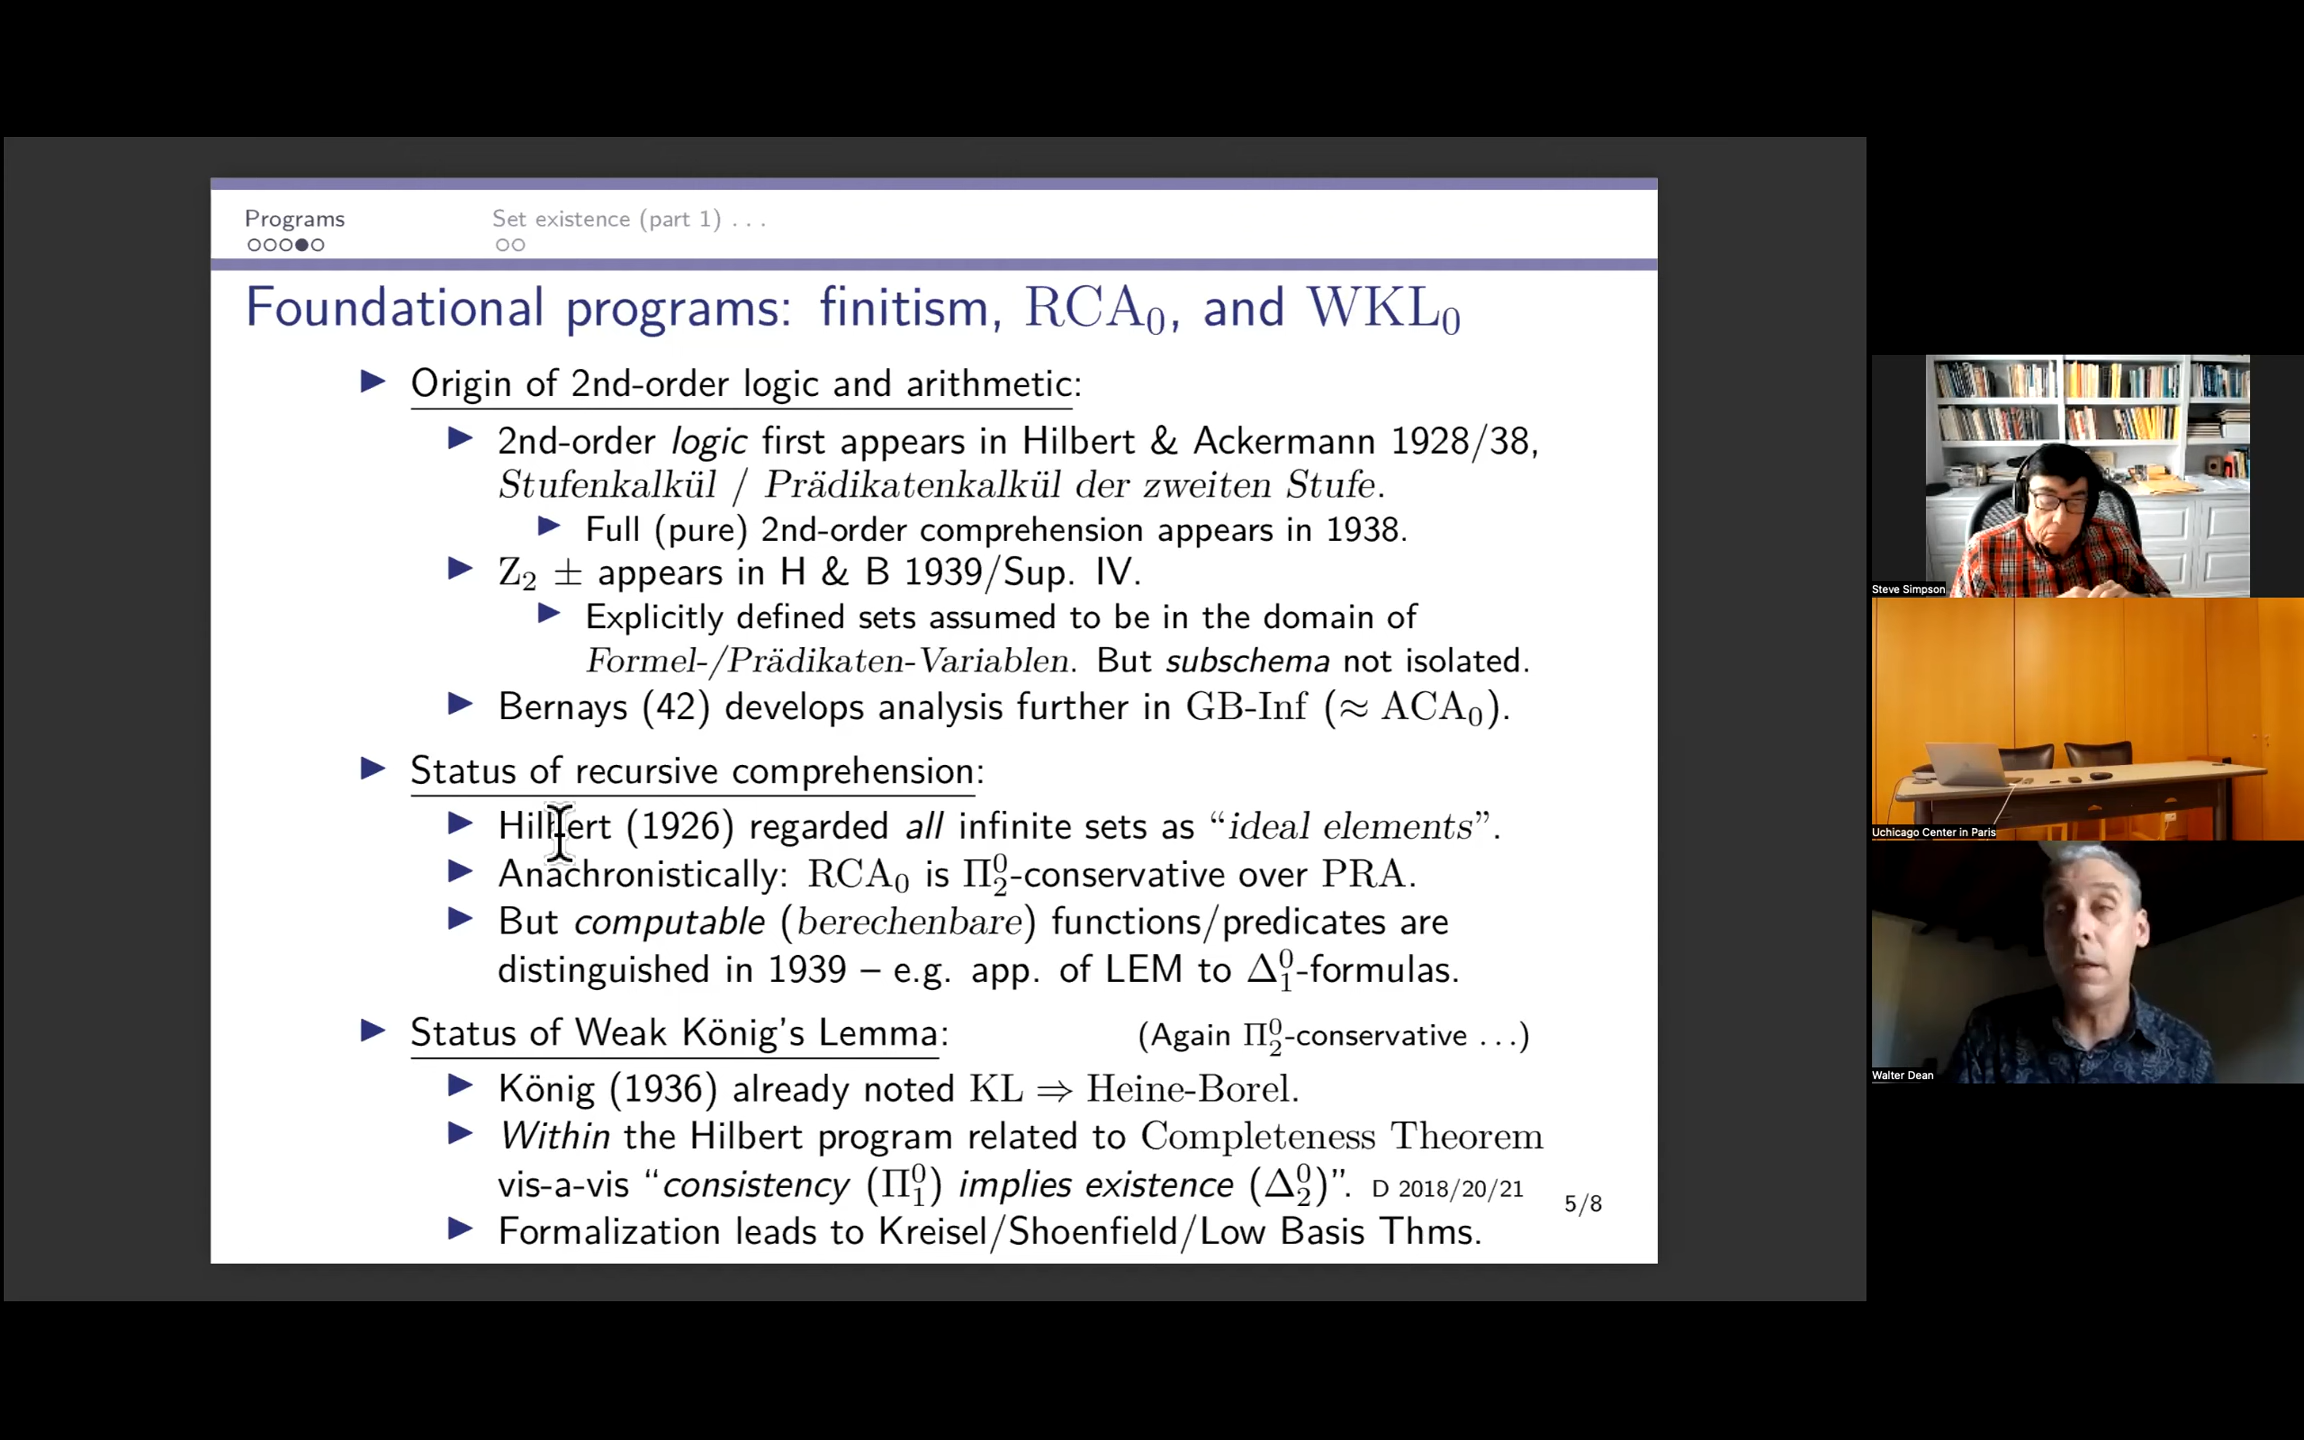 Programs
Set existence (part 1) . . .
Foundational programs: finitism, RCA₀, and WKL₀
Origin of 2nd-order logic and arithmetic:
2nd-order logic first appears in Hilbert & Ackermann 1928/38,
Stufenkalkül / Prädikatenkalkül der zweiten Stufe.
Full (pure) 2nd-order comprehension appears in 1938.
Z₂ ± appears in H & B 1939/Sup. IV.
Explicitly defined sets assumed to be in the domain of
Formel-/Prädikaten-Variablen. But subschema not isolated.
Bernays (42) develops analysis further in GB-Inf (≈ ACA₀).
Status of recursive comprehension:
Hilbert (1926) regarded all infinite sets as “ideal elements”.
Anachronistically: RCA₀ is Π⁰₂-conservative over PRA.
But computable (berechenbare) functions/predicates are
distinguished in 1939 – e.g. app. of LEM to Δ⁰₁-formulas.
Status of Weak König’s Lemma: (Again Π⁰₂-conservative . . .)
König (1936) already noted KL ⇒ Heine-Borel.
Within the Hilbert program related to Completeness Theorem
vis-a-vis “consistency (Π⁰₁) implies existence (Δ⁰₂)”. D 2018/20/21
5/8
Formalization leads to Kreisel/Shoenfield/Low Basis Thms.
Steve Simpson
Uchicago Center in Paris
Walter Dean